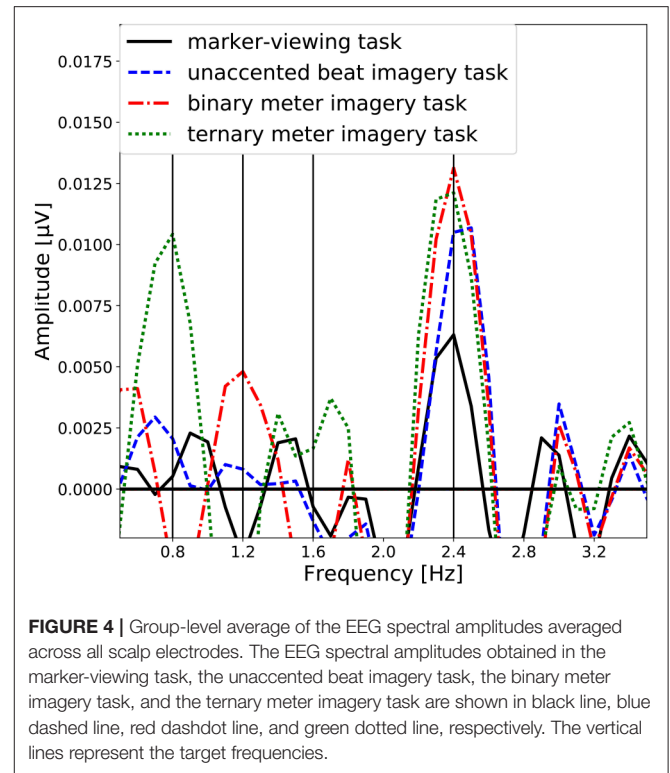 marker-viewing task
unaccented beat imagery task
binary meter imagery task
ternary meter imagery task
0.0175
0.0150
0.0125
0.0100
0.0075
0.0050
0.0025
0.0000
Amplitude [μV]
0.8 1.2 1.6 2.0 2.4 2.8 3.2
Frequency [Hz]
FIGURE 4 | Group-level average of the EEG spectral amplitudes averaged
across all scalp electrodes. The EEG spectral amplitudes obtained in the
marker-viewing task, the unaccented beat imagery task, the binary meter
imagery task, and the ternary meter imagery task are shown in black line, blue
dashed line, red dashdot line, and green dotted line, respectively. The vertical
lines represent the target frequencies.